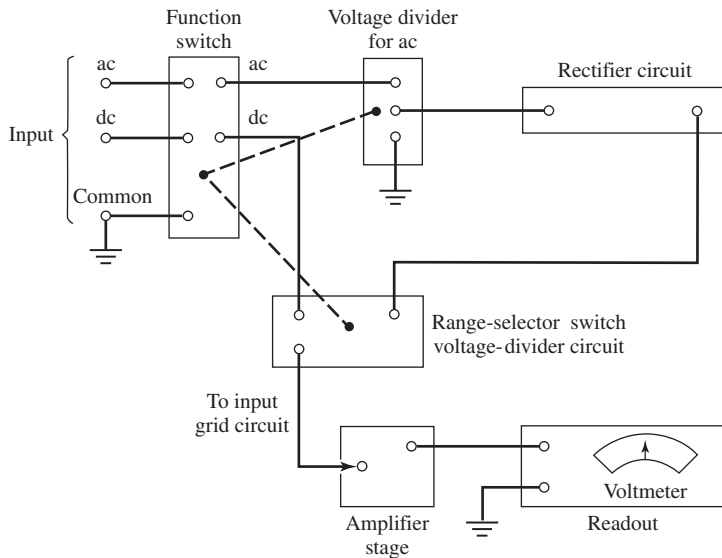 Function
switch
Voltage divider
for ac
Rectifier circuit
ac
ac
dc
dc
Input
Common
Range-selector switch
voltage-divider circuit
To input
grid circuit
Voltmeter
Amplifier
stage
Readout